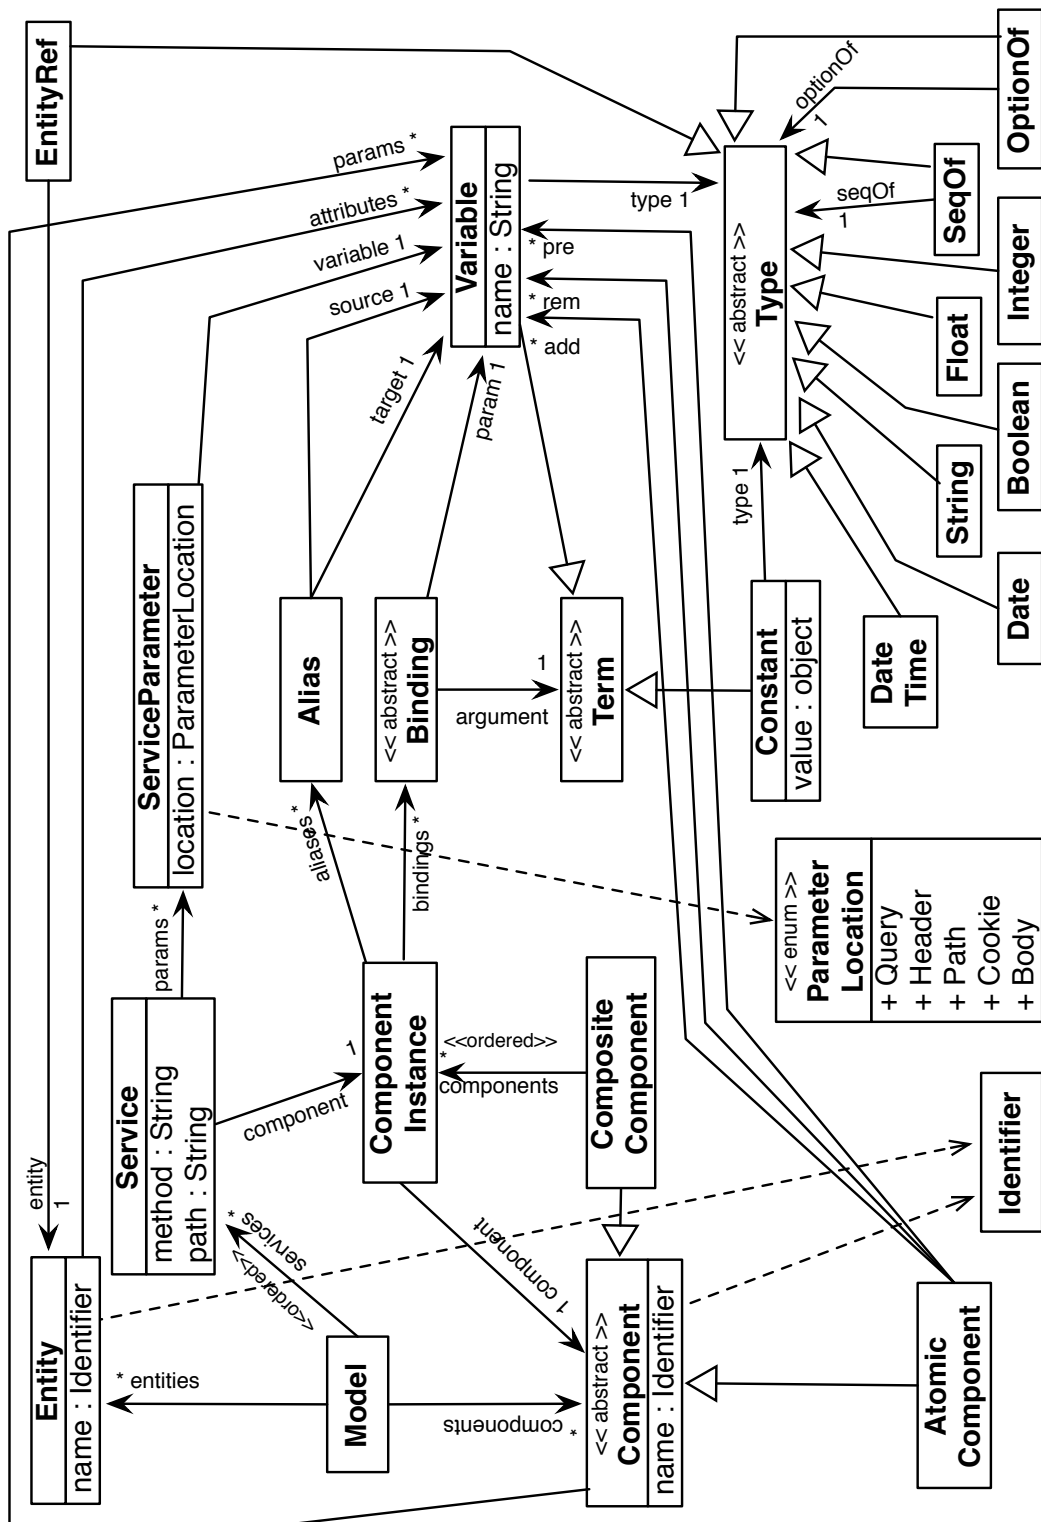 EntityRef
OptionOf
SeqOf
Integer
Float
Boolean
String
Date
Date
Time
<< abstract >>
Type
optionOf
1
seqOf
1
type 1
type 1
Variable
name : String
params *
attributes *
variable 1
source 1
target 1
param 1
* pre
* rem
* add
ServiceParameter
location : ParameterLocation
Alias
<< abstract >>
Binding
argument
1
<< abstract >>
Term
Constant
value : object
<< enum >>
Parameter
Location
+ Query
+ Header
+ Path
+ Cookie
+ Body
params *
aliases *
bindings *
Service
method : String
path : String
component
1
Component
Instance
<<ordered>>
*
components
Composite
Component
Identifier
entity
1
Entity
name : Identifier
* entities
<<ordered>>
services *
Model
components
*
1 component
<< abstract >>
Component
name : Identifier
Atomic
Component